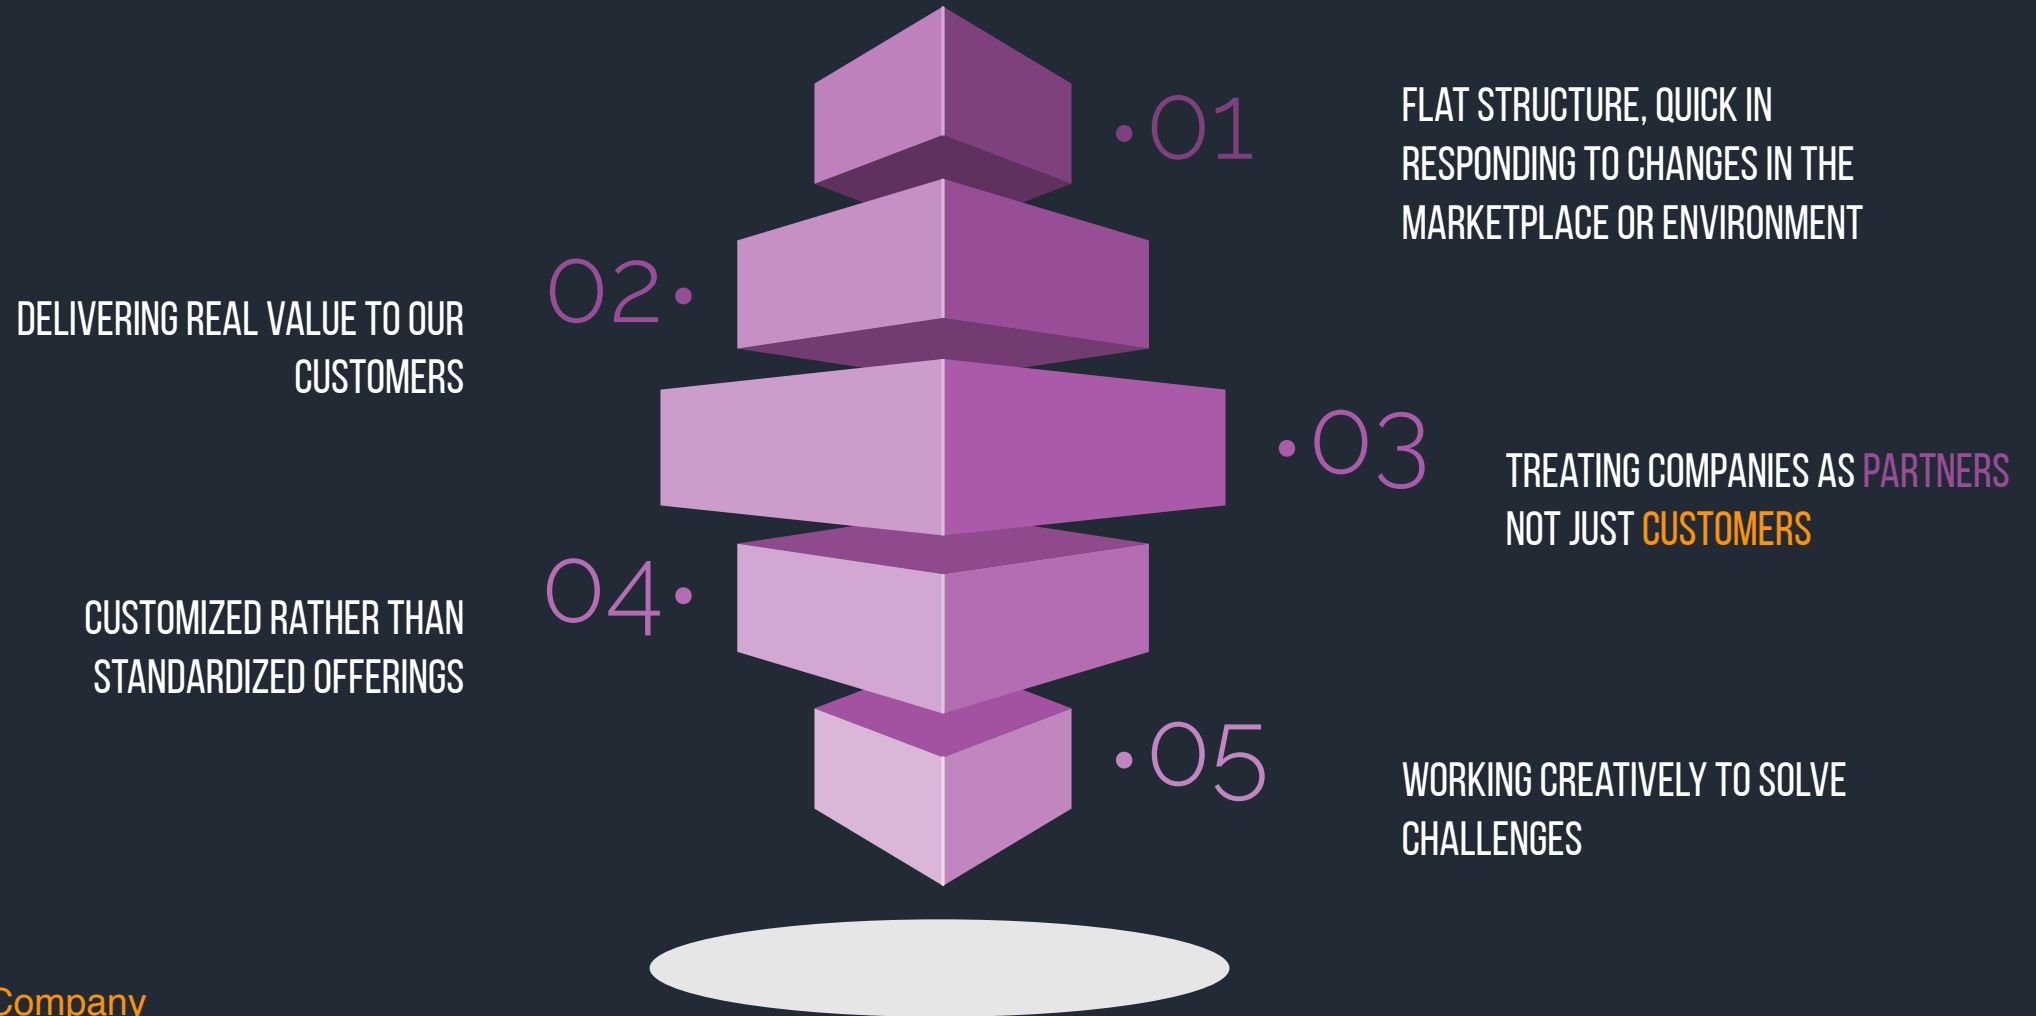 01
FLAT STRUCTURE, QUICK IN
RESPONDING TO CHANGES IN THE
MARKETPLACE OR ENVIRONMENT
02
DELIVERING REAL VALUE TO OUR
CUSTOMERS
03
TREATING COMPANIES AS PARTNERS
NOT JUST CUSTOMERS
04
CUSTOMIZED RATHER THAN
STANDARDIZED OFFERINGS
05
WORKING CREATIVELY TO SOLVE
CHALLENGES
Company